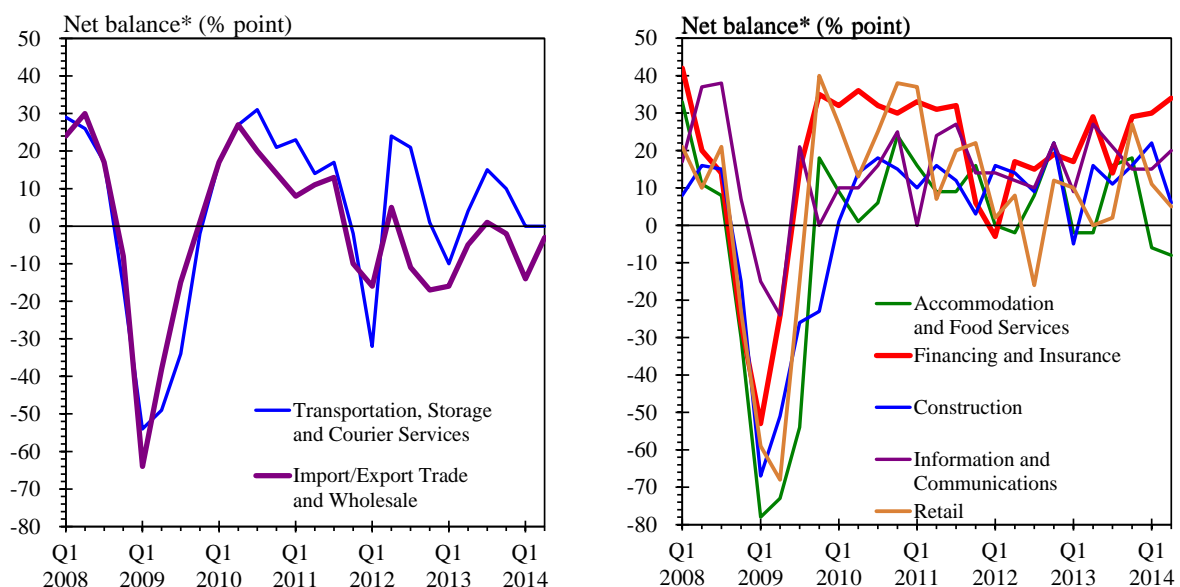 Net balance* (% point)
50
40
30
20
10
0
-10
-20
-30
-40
-50
-60
-70
-80
Transportation, Storage
and Courier Services
Import/Export Trade
and Wholesale
Q1 Q1 Q1 Q1 Q1 Q1 Q1
2008 2009 2010 2011 2012 2013 2014
Net balance* (% point)
50
40
30
20
10
0
-10
-20
-30
-40
-50
-60
-70
-80
Accommodation
and Food Services
Financing and Insurance
Construction
Information and
Communications
Retail
Q1 Q1 Q1 Q1 Q1 Q1 Q1
2008 2009 2010 2011 2012 2013 2014